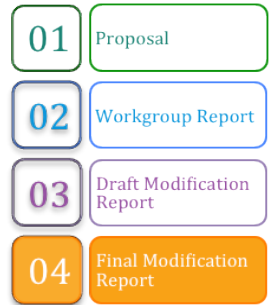 01
Proposal
02
Workgroup Report
03
Draft Modification
Report
04
Final Modification
Report